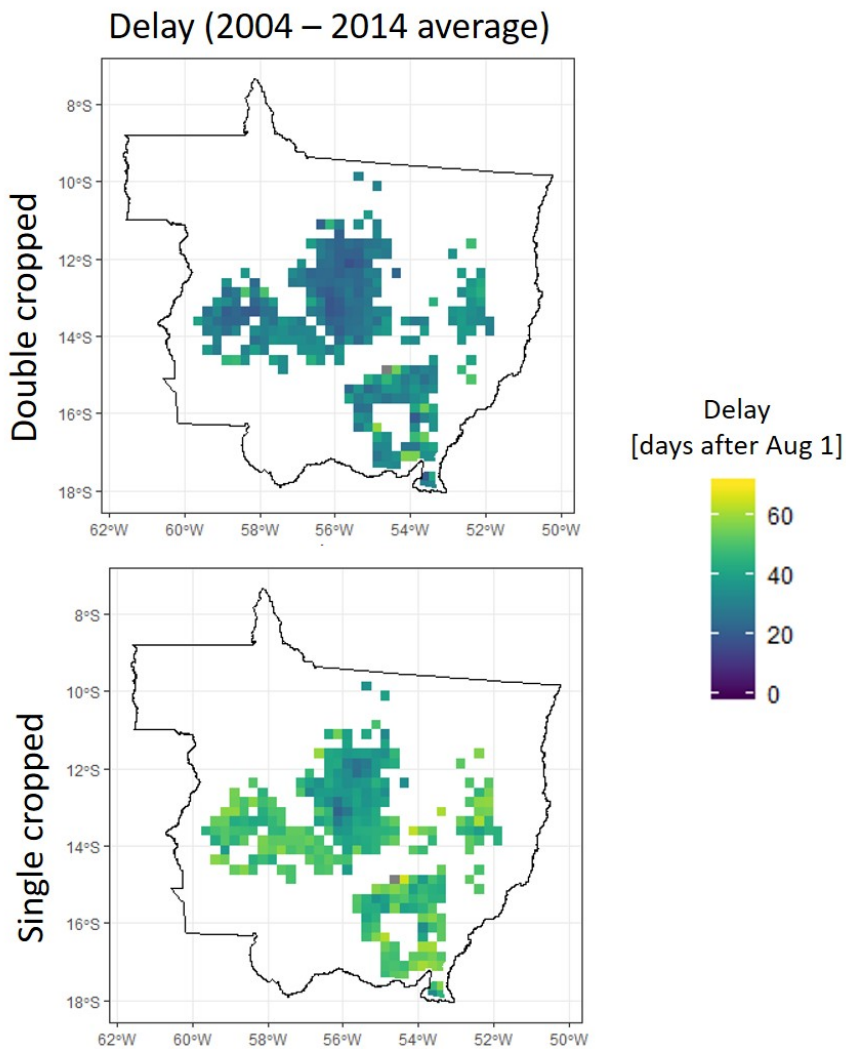 Delay (2004 – 2014 average)
Double cropped
8°S
10°S
12°S
14°S
16°S
18°S
62°W 60°W 58°W 56°W 54°W 52°W 50°W
Delay
[days after Aug 1]
60
40
20
0
Single cropped
8°S
10°S
12°S
14°S
16°S
18°S
62°W 60°W 58°W 56°W 54°W 52°W 50°W